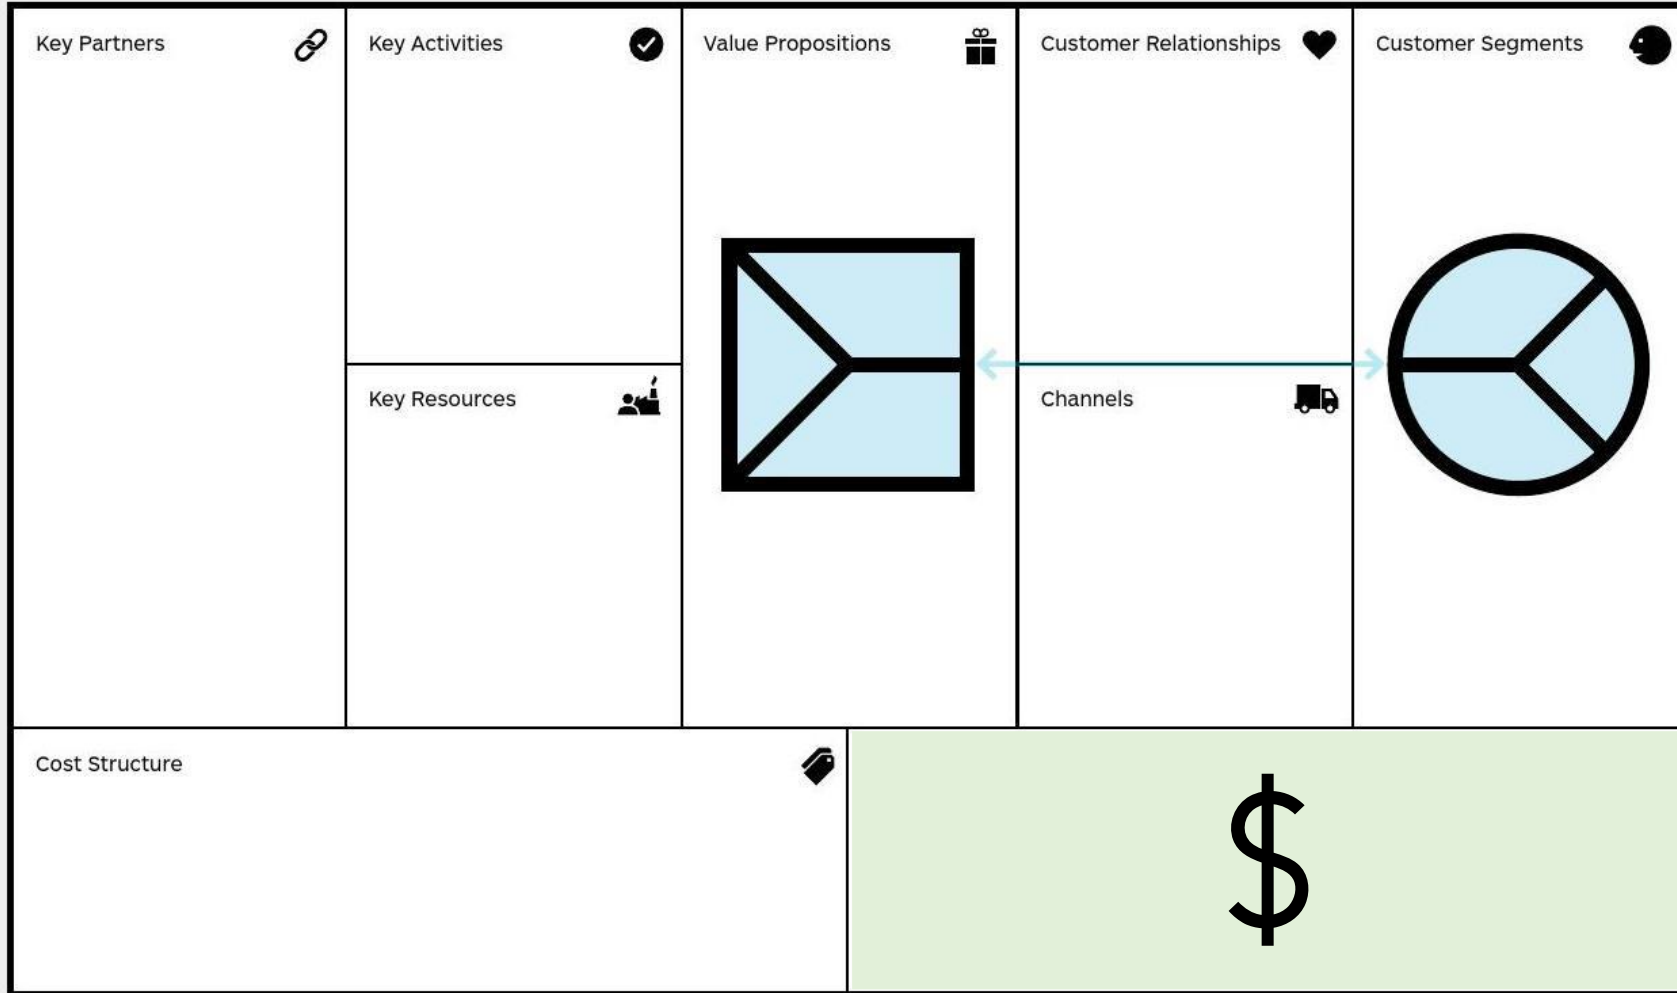 Key Partners
Key Activities
Value Propositions
Customer Relationships
Customer Segments
Key Resources
Channels
Cost Structure
$